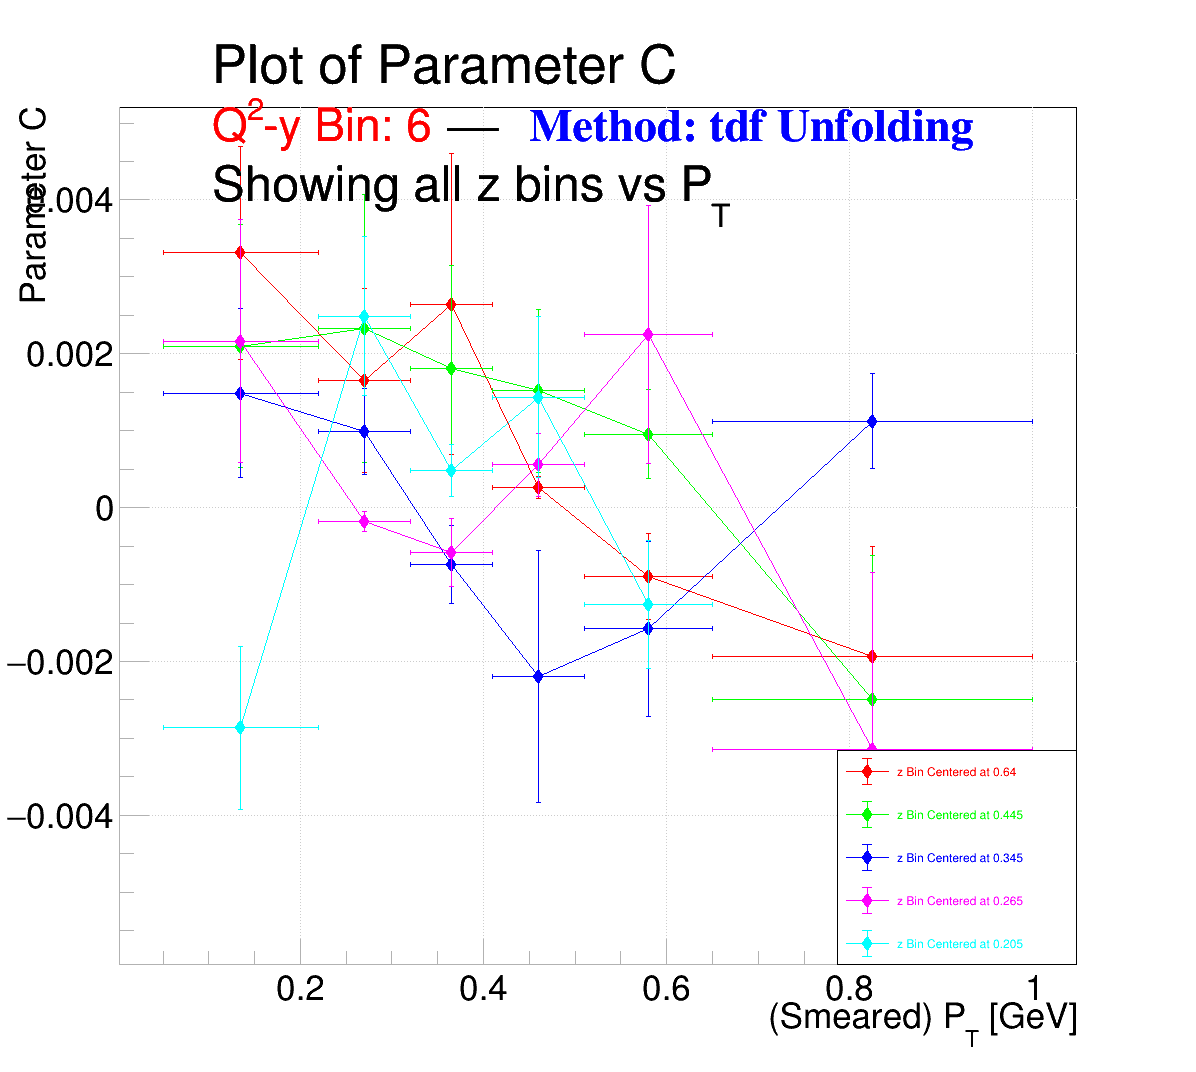 Plot of Parameter C
Q²-y Bin: 6 — Method: tdf Unfolding
Showing all z bins vs P_T
Parameter C
0.004
0.002
0
−0.002
−0.004
0.2 0.4 0.6 0.8 1
(Smeared) P_T [GeV]
z Bin Centered at 0.64
z Bin Centered at 0.445
z Bin Centered at 0.345
z Bin Centered at 0.265
z Bin Centered at 0.205